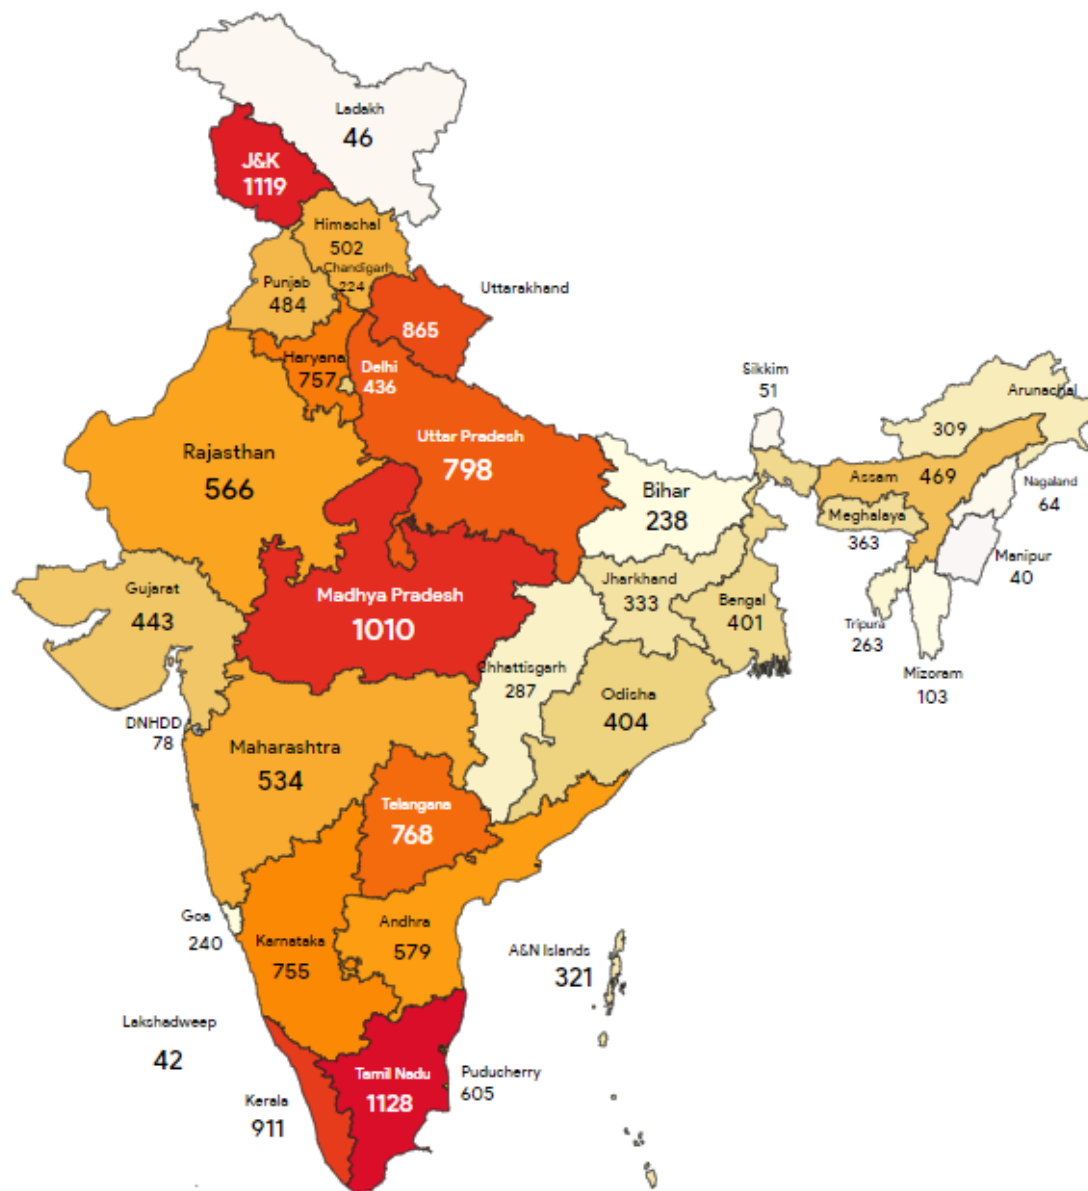 Ladakh
46
J&K
1119
Himachal
502
Chandigarh
224
Punjab
484
Uttarakhand
865
Haryana
757
Delhi
436
Sikkim
51
Arunachal
309
Rajasthan
566
Uttar Pradesh
798
Bihar
238
Assam 469
Nagaland
64
Meghalaya
363
Manipur
40
Gujarat
443
Madhya Pradesh
1010
Jharkhand
333
Bengal
401
Tripura
263
Mizoram
103
Chhattisgarh
287
Odisha
404
DNHDD
78
Maharashtra
534
Telangana
768
Goa
240
Karnataka
755
Andhra
579
A&N Islands
321
Lakshadweep
42
Kerala
911
Tamil Nadu
1128
Puducherry
605